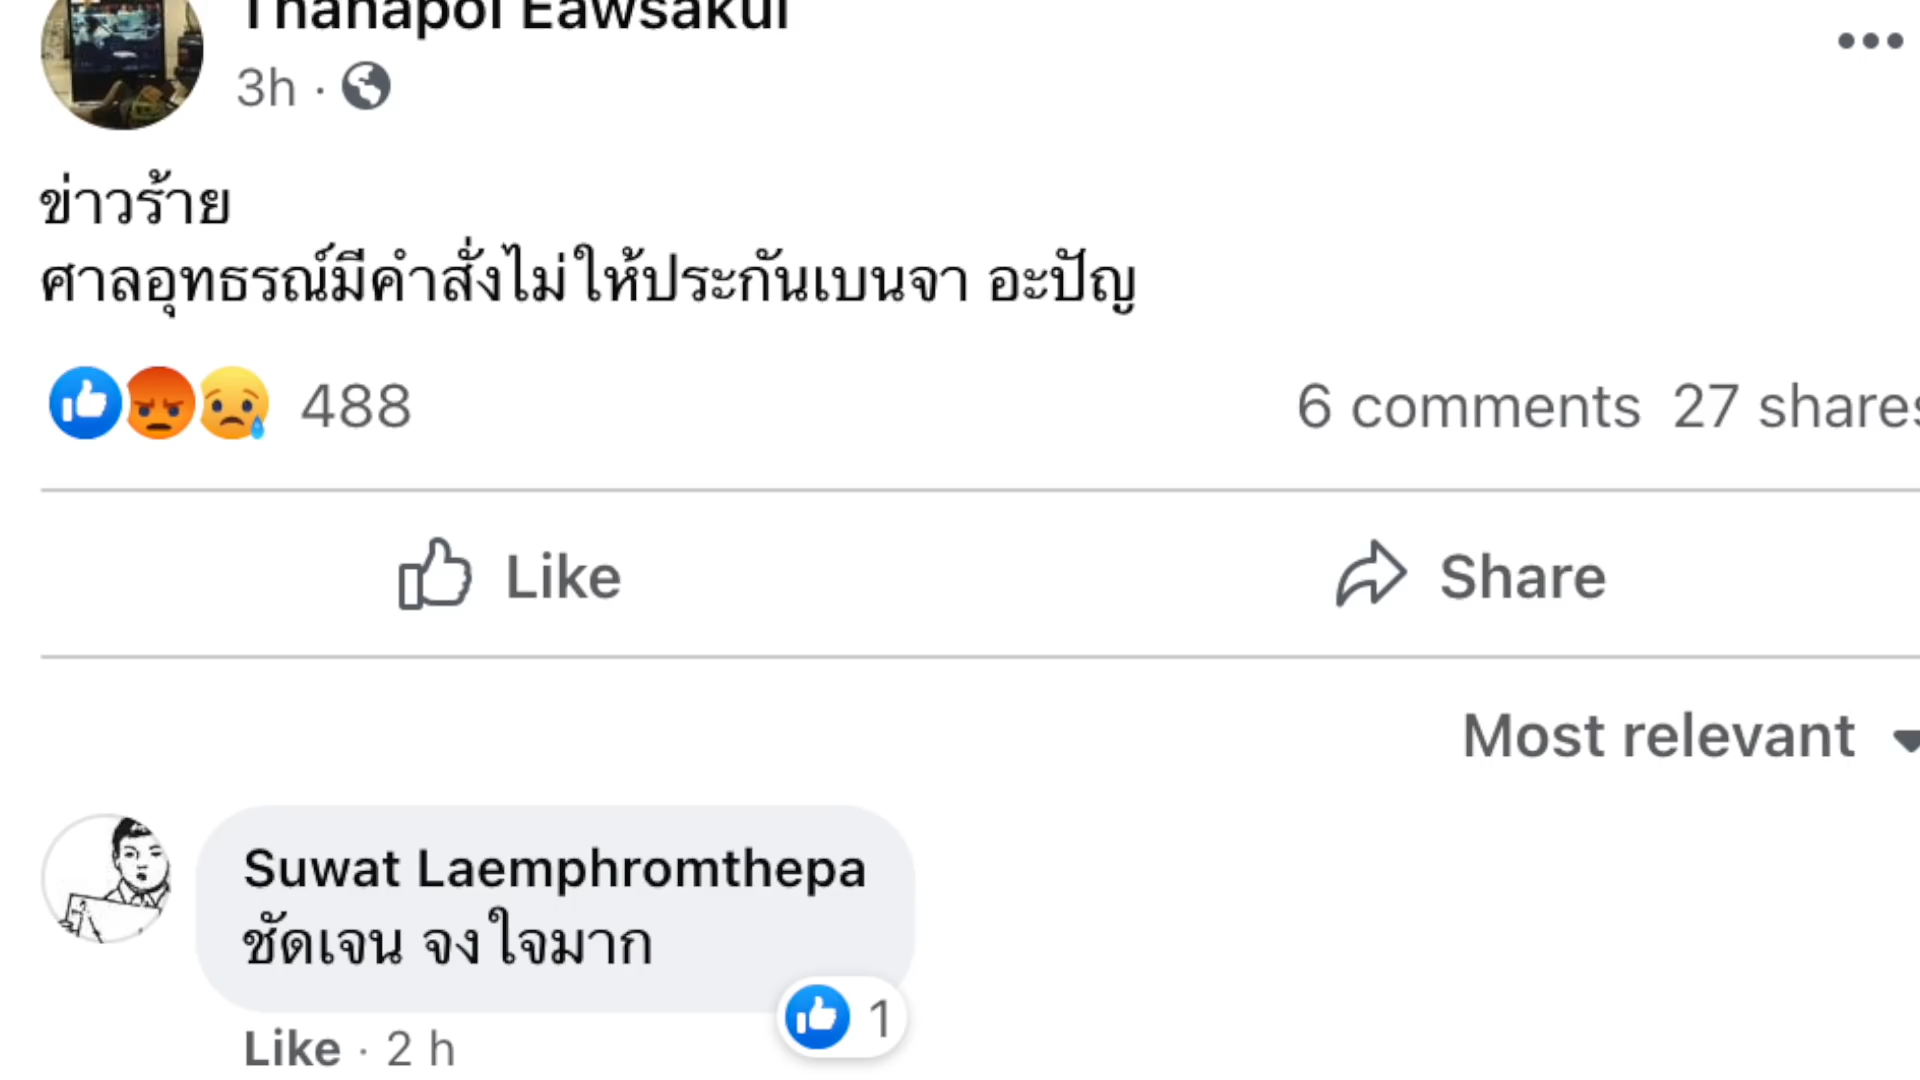 Thanapol Eawsakul
3h ·
ข่าวร้าย
ศาลอุทธรณ์มีคำสั่งไม่ให้ประกันเบนจา อะปัญ
488
6 comments 27 shares
Like
Share
Most relevant
Suwat Laemphromthepa
ชัดเจน จงใจมาก
1
Like · 2 h